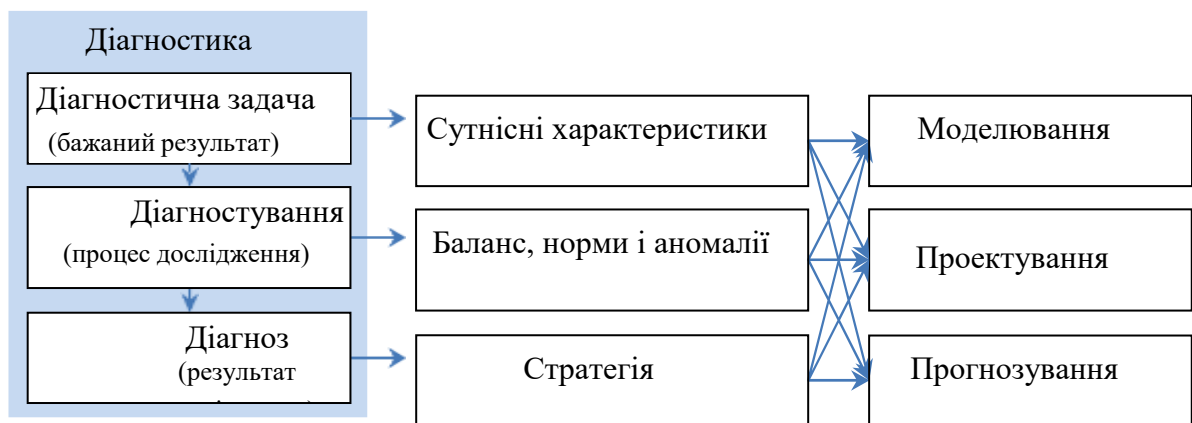 Діагностика
Діагностична задача
(бажаний результат)
Діагностування
(процес дослідження)
Діагноз
(результат
Сутнісні характеристики
Баланс, норми і аномалії
Стратегія
Моделювання
Проектування
Прогнозування